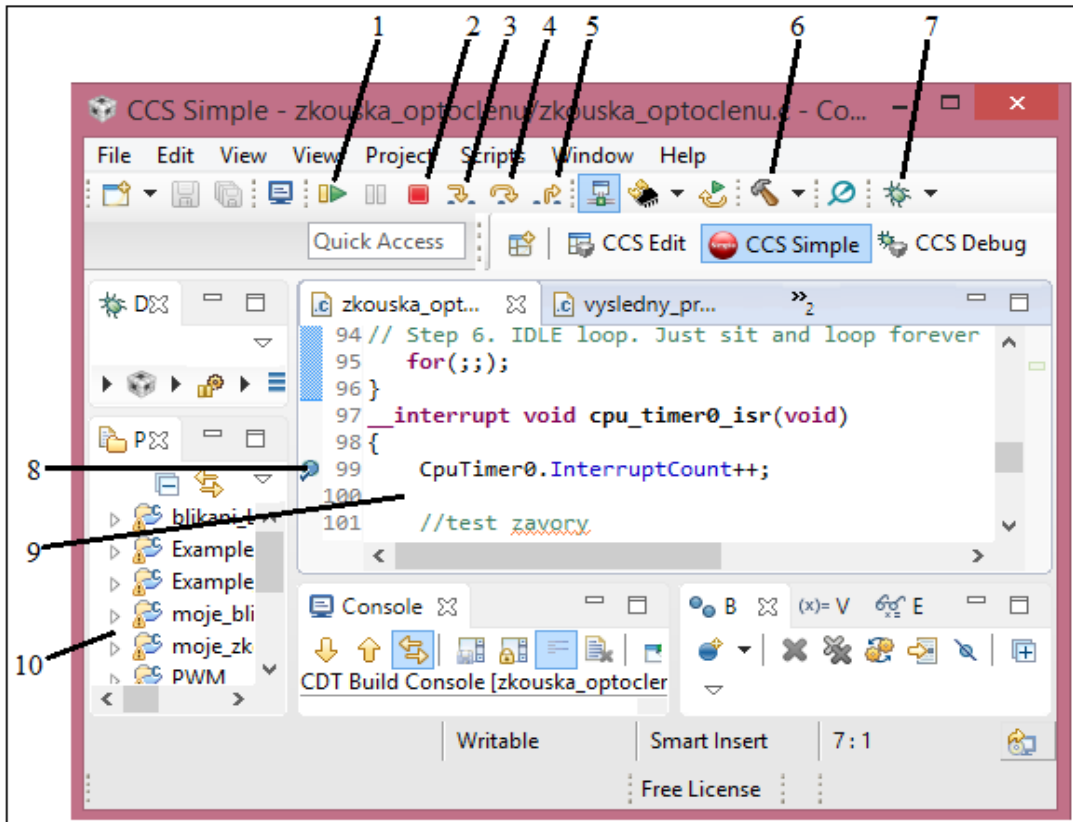 1 2 3 4 5 6 7
CCS Simple - zkouska_optoclenu/zkouska_optoclenu.c - Co...
File Edit View View Project Scripts Window Help
Quick Access CCS Edit CCS Simple CCS Debug
D
zkouska_opt... vysledny_pr... »2
94 // Step 6. IDLE loop. Just sit and loop forever
95 for(;;);
96 }
97 __interrupt void cpu_timer0_isr(void)
98 {
P
8
99 CpuTimer0.InterruptCount++;
100
101 //test zavory
9
blikani_b
Example
Example
moje_bli
10
moje_zk
PWM
Console
B (x)= V E
CDT Build Console [zkouska_optocler
Writable Smart Insert 7 : 1
Free License